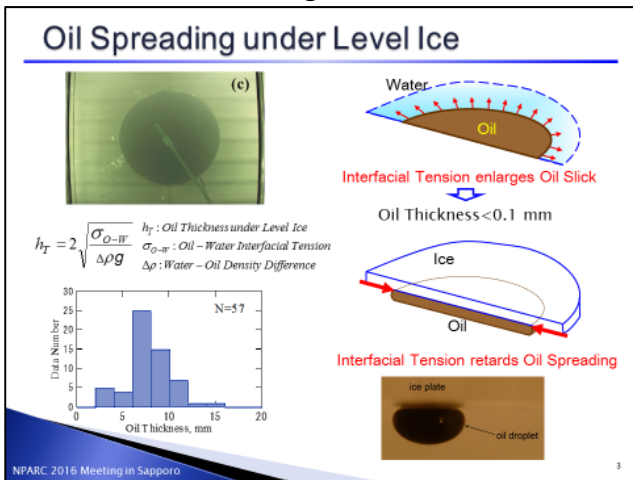 Oil Spreading under Level Ice
(c)
h_T = 2√(σ_O-W / Δρg)
h_T : Oil Thickness under Level Ice
σ_O-W : Oil – Water Interfacial Tension
Δρ : Water – Oil Density Difference
N=57
Data Number
30
25
20
15
10
5
0
0 5 10 15 20
Oil Thickness, mm
Water
Oil
Interfacial Tension enlarges Oil Slick
Oil Thickness<0.1 mm
Ice
Oil
Interfacial Tension retards Oil Spreading
ice plate
oil droplet
NPARC 2016 Meeting in Sapporo
3